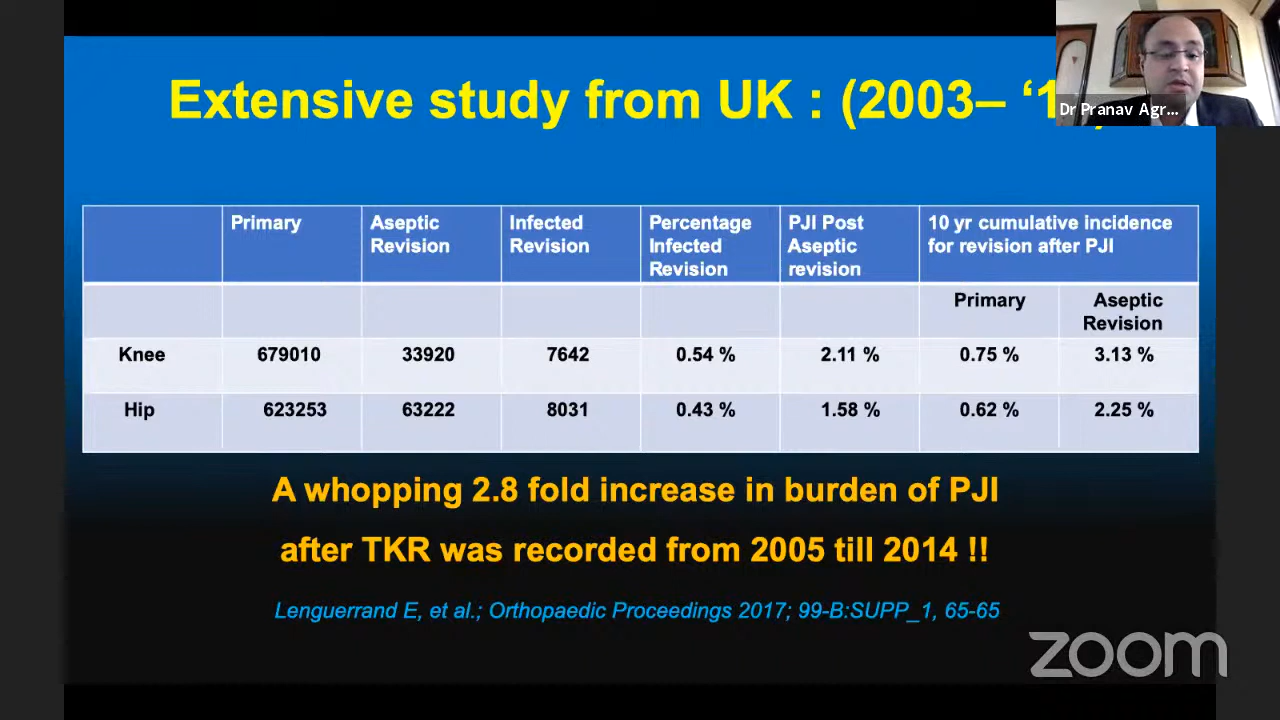 Extensive study from UK : (2003– ‘1
Dr Pranav Agr...
Primary
Aseptic Revision
Infected Revision
Percentage Infected Revision
PJI Post Aseptic revision
10 yr cumulative incidence for revision after PJI
Primary
Aseptic Revision
Knee 679010 33920 7642 0.54 % 2.11 % 0.75 % 3.13 %
Hip 623253 63222 8031 0.43 % 1.58 % 0.62 % 2.25 %
A whopping 2.8 fold increase in burden of PJI
after TKR was recorded from 2005 till 2014 !!
Lenguerrand E, et al.; Orthopaedic Proceedings 2017; 99-B:SUPP_1, 65-65
zoom